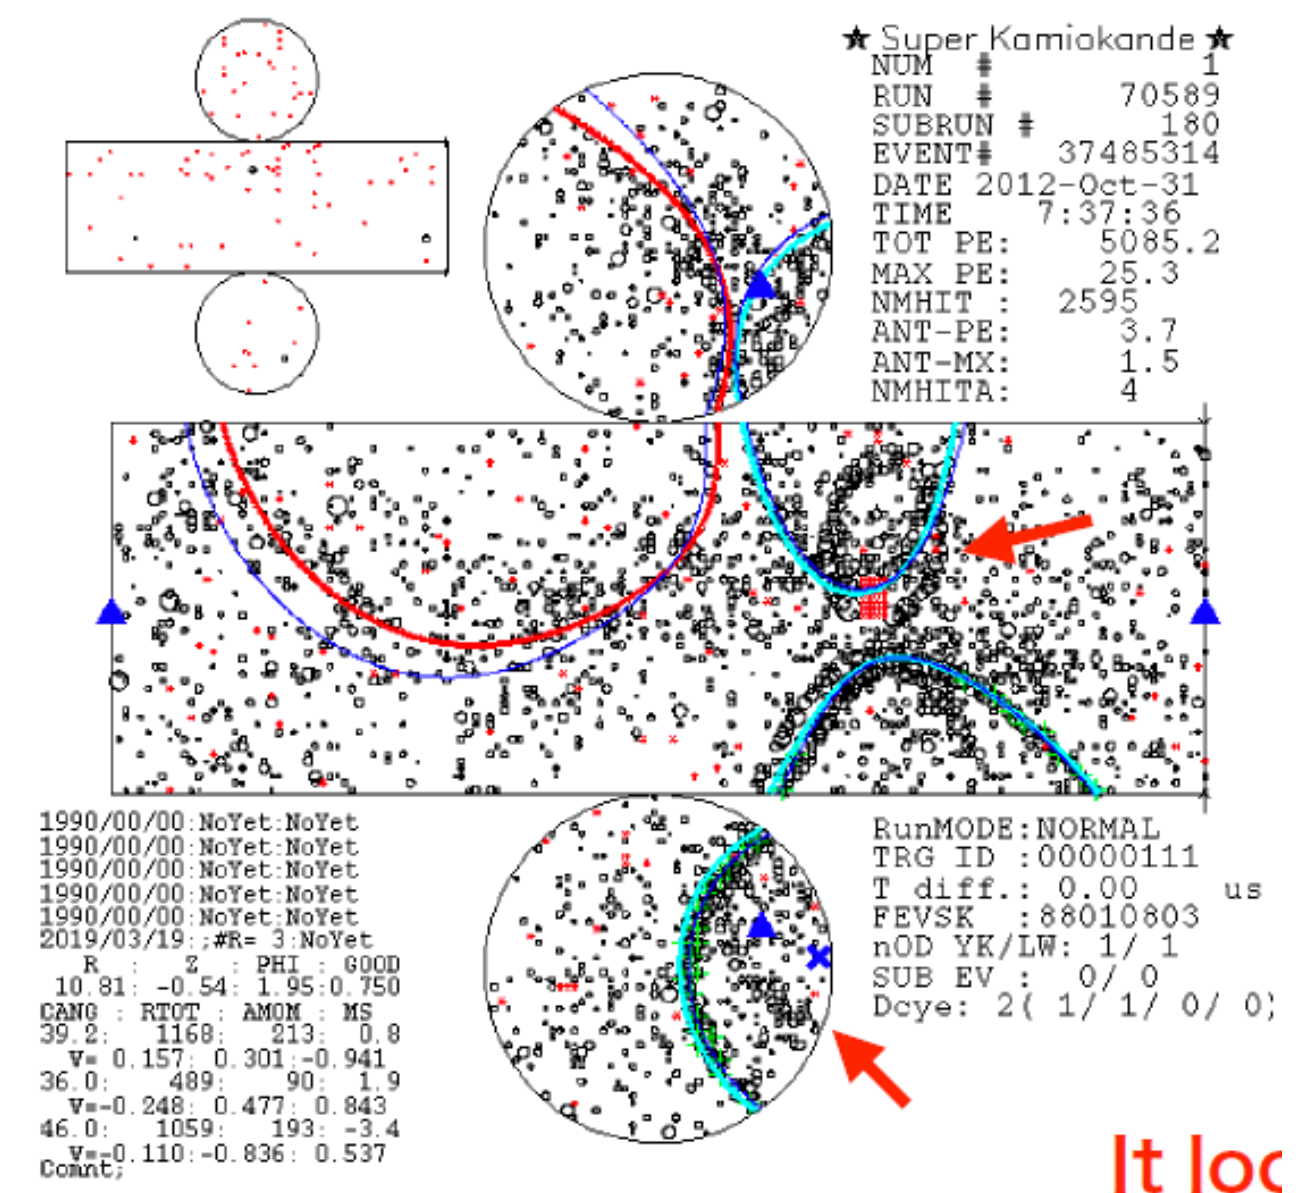 ★ Super Kamiokande ★
NUM # 1
RUN # 70589
SUBRUN # 180
EVENT# 37485314
DATE 2012-Oct-31
TIME 7:37:36
TOT PE: 5085.2
MAX PE: 25.3
NMHIT : 2595
ANT-PE: 3.7
ANT-MX: 1.5
NMHITA: 4
1990/00/00:NoYet:NoYet
1990/00/00:NoYet:NoYet
1990/00/00:NoYet:NoYet
1990/00/00:NoYet:NoYet
1990/00/00:NoYet:NoYet
2019/03/19:;#R= 3:NoYet
R : Z : PHI : GOOD
10.81: -0.54: 1.95:0.750
CANG : RTOT : AMOM : MS
39.2: 1168: 213: 0.8
V= 0.157: 0.301:-0.941
36.0: 489: 90: 1.9
V=-0.248: 0.477: 0.843
46.0: 1059: 193: -3.4
V=-0.110:-0.836: 0.537
Comnt;
RunMODE:NORMAL
TRG ID :00000111
T diff.: 0.00 us
FEVSK :88010803
nOD YK/LW: 1/ 1
SUB EV : 0/ 0
Dcye: 2( 1/ 1/ 0/ 0)
It loo